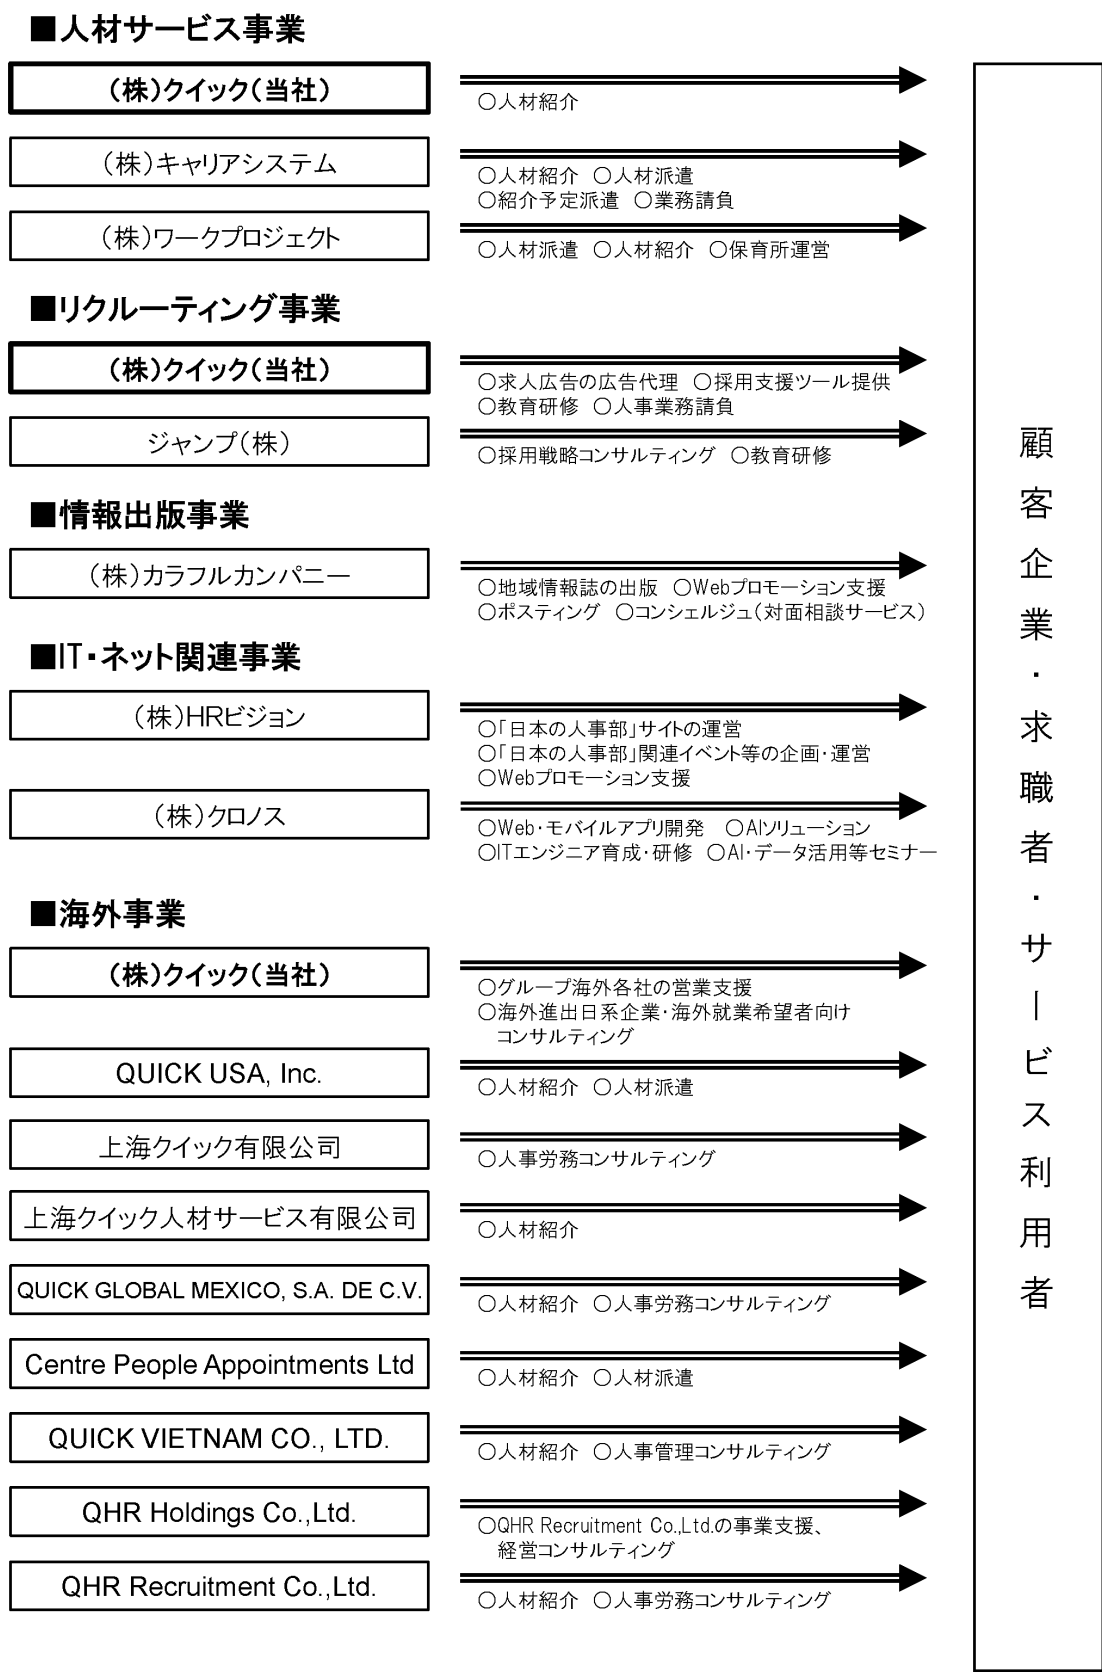 ■人材サービス事業
(株)クイック(当社)
○人材紹介
(株)キャリアシステム
○人材紹介 ○人材派遣
○紹介予定派遣 ○業務請負
(株)ワークプロジェクト
○人材派遣 ○人材紹介 ○保育所運営
■リクルーティング事業
(株)クイック(当社)
○求人広告の広告代理 ○採用支援ツール提供
○教育研修 ○人事業務請負
ジャンプ(株)
○採用戦略コンサルティング ○教育研修
■情報出版事業
(株)カラフルカンパニー
○地域情報誌の出版 ○Webプロモーション支援
○ポスティング ○コンシェルジュ(対面相談サービス)
■IT・ネット関連事業
(株)HRビジョン
○「日本の人事部」サイトの運営
○「日本の人事部」関連イベント等の企画・運営
○Webプロモーション支援
(株)クロノス
○Web・モバイルアプリ開発 ○AIソリューション
○ITエンジニア育成・研修 ○AI・データ活用等セミナー
■海外事業
(株)クイック(当社)
○グループ海外各社の営業支援
○海外進出日系企業・海外就業希望者向け
コンサルティング
QUICK USA, Inc.
○人材紹介 ○人材派遣
上海クイック有限公司
○人事労務コンサルティング
上海クイック人材サービス有限公司
○人材紹介
QUICK GLOBAL MEXICO, S.A. DE C.V.
○人材紹介 ○人事労務コンサルティング
Centre People Appointments Ltd
○人材紹介 ○人材派遣
QUICK VIETNAM CO., LTD.
○人材紹介 ○人事管理コンサルティング
QHR Holdings Co.,Ltd.
○QHR Recruitment Co.,Ltd.の事業支援、
経営コンサルティング
QHR Recruitment Co.,Ltd.
○人材紹介 ○人事労務コンサルティング
顧客企業・求職者・サービス利用者